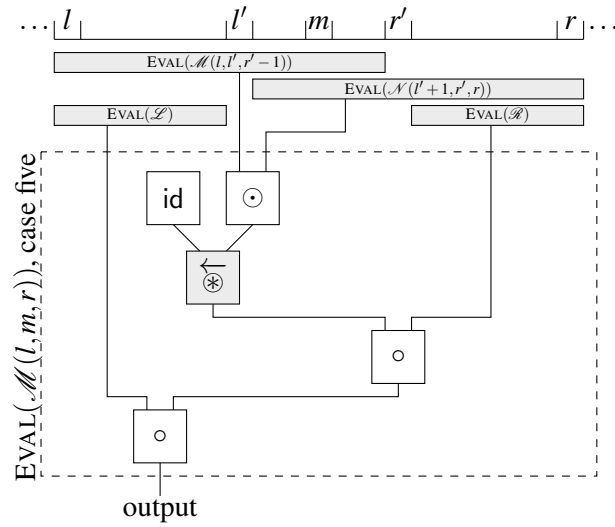 … l l′ m r′ r …
EVAL(ℳ(l,l′,r′−1))
EVAL(𝒩(l′+1,r′,r))
EVAL(ℒ) EVAL(ℛ)
EVAL(ℳ(l,m,r)), case five
id ⊙
←⊛
∘
∘
output